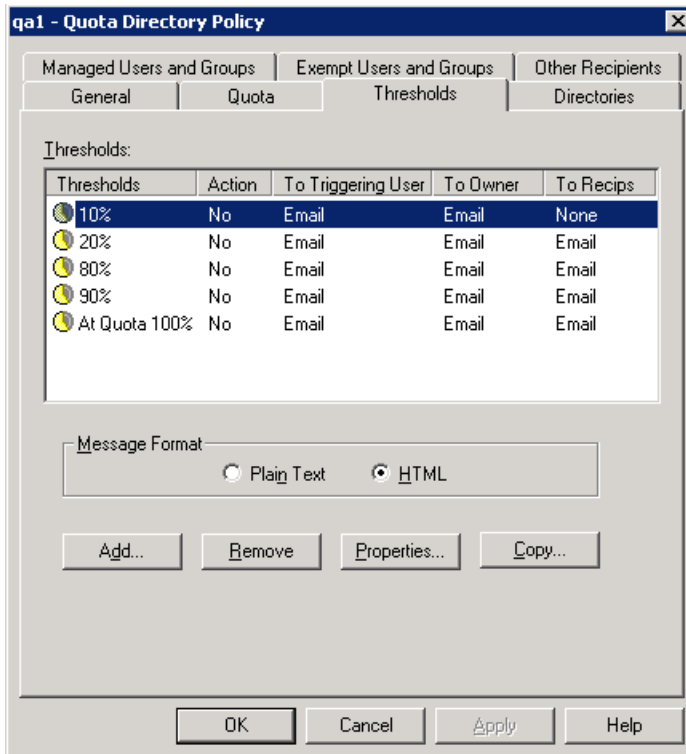 qa1 - Quota Directory Policy
Managed Users and Groups Exempt Users and Groups Other Recipients
General Quota Thresholds Directories
Thresholds:
Thresholds Action To Triggering User To Owner To Recips
10% No Email Email None
20% No Email Email Email
80% No Email Email Email
90% No Email Email Email
At Quota 100% No Email Email Email
Message Format
Plain Text HTML
Add... Remove Properties... Copy...
OK Cancel Apply Help